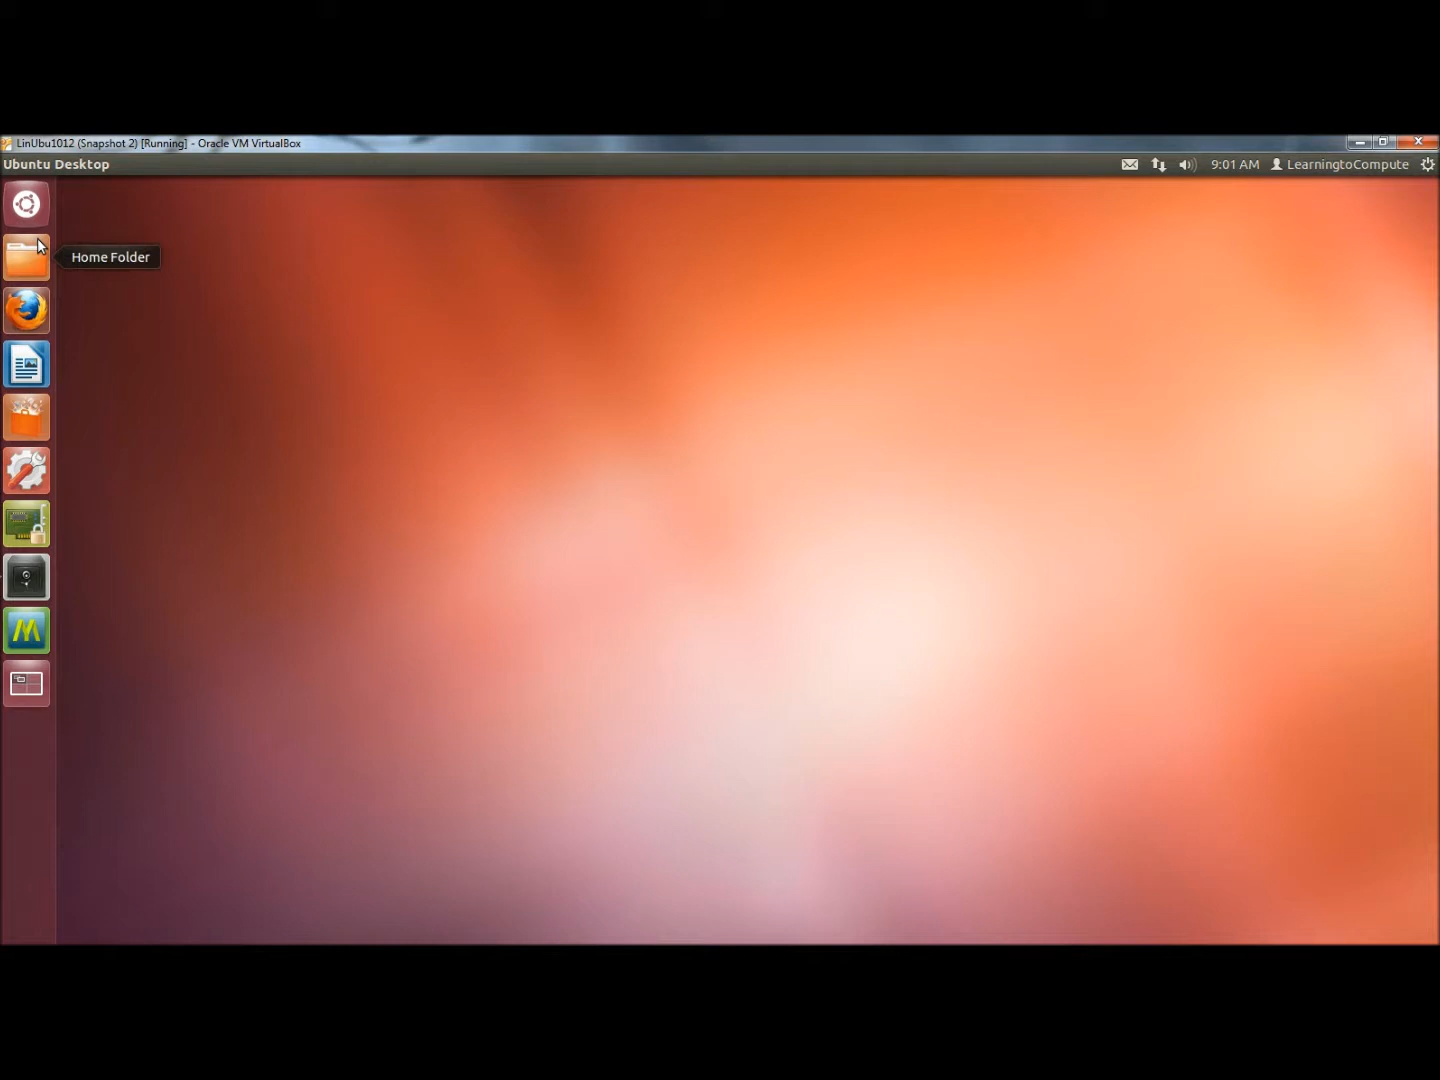 LinUbu1012 (Snapshot 2) [Running] - Oracle VM VirtualBox
Ubuntu Desktop
9:01 AM
LearningtoCompute
Home Folder